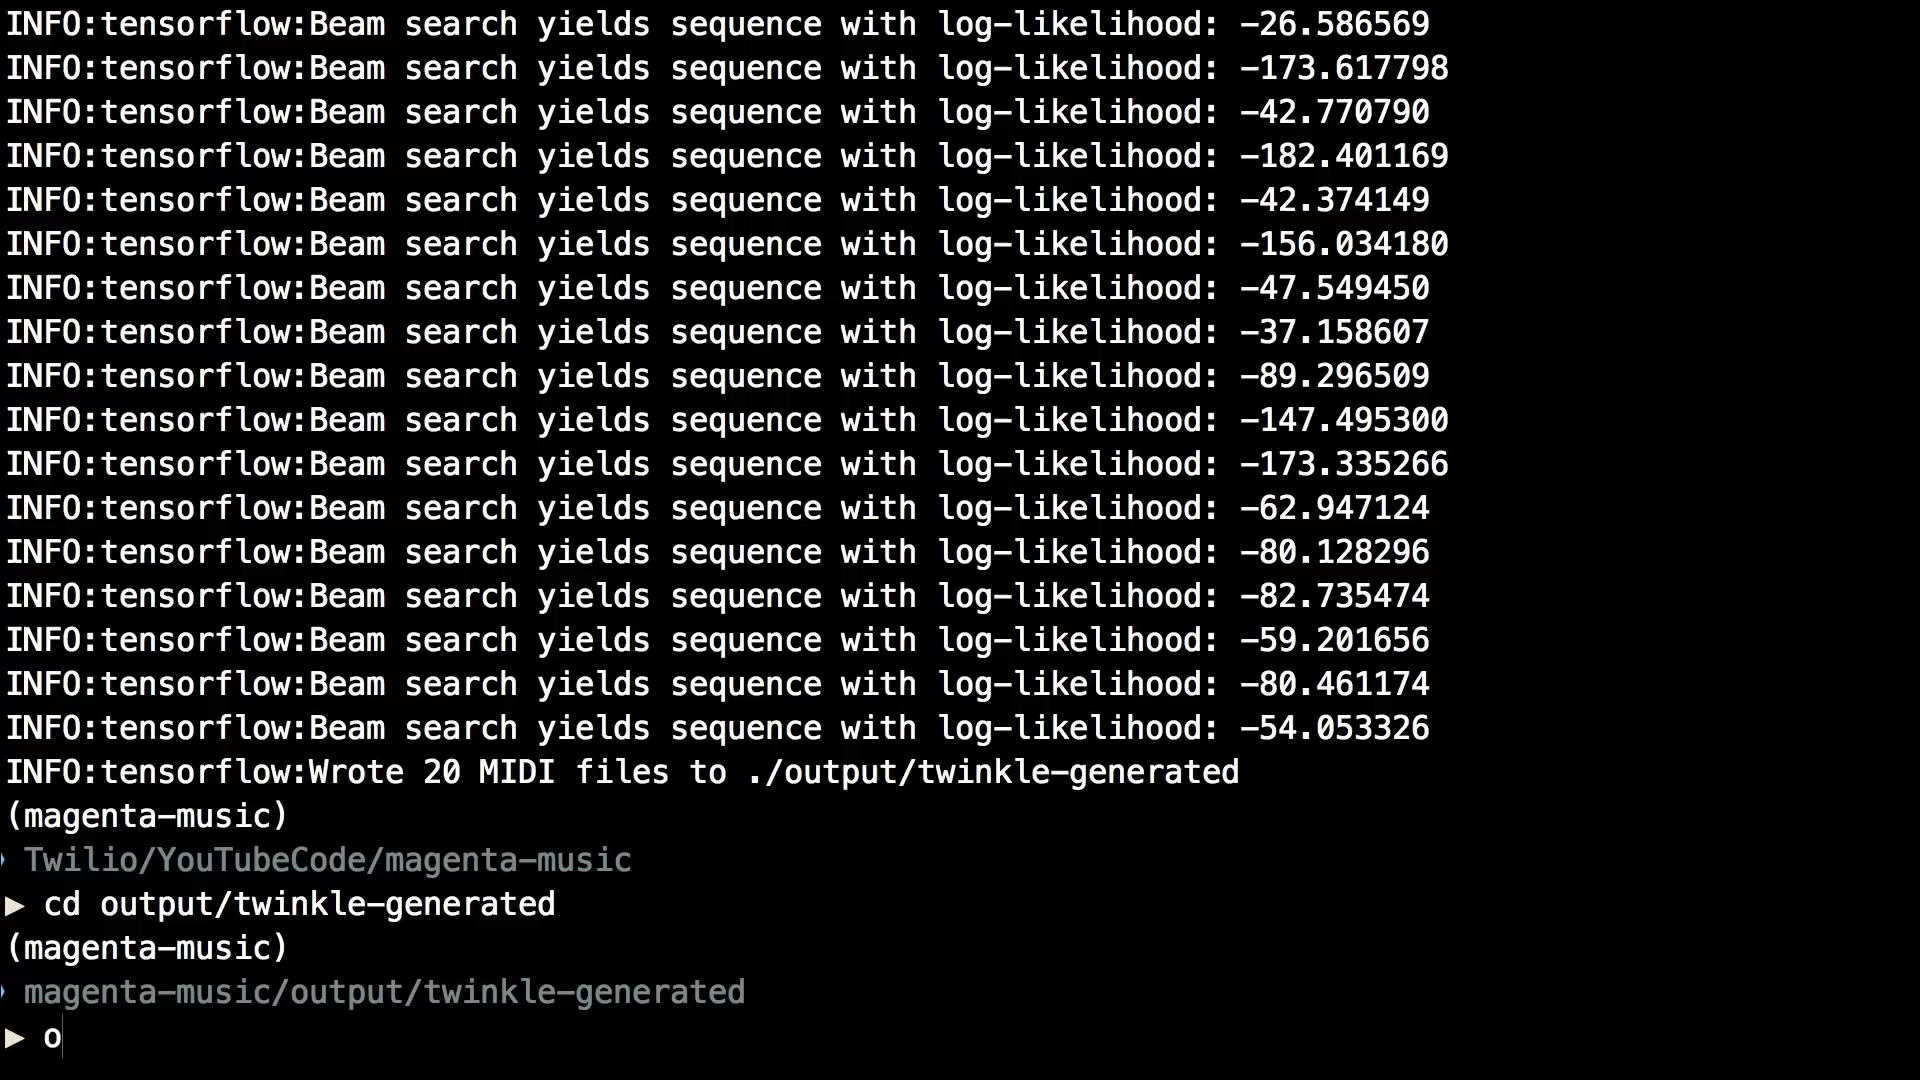 INFO:tensorflow:Beam search yields sequence with log-likelihood: -26.586569
INFO:tensorflow:Beam search yields sequence with log-likelihood: -173.617798
INFO:tensorflow:Beam search yields sequence with log-likelihood: -42.770790
INFO:tensorflow:Beam search yields sequence with log-likelihood: -182.401169
INFO:tensorflow:Beam search yields sequence with log-likelihood: -42.374149
INFO:tensorflow:Beam search yields sequence with log-likelihood: -156.034180
INFO:tensorflow:Beam search yields sequence with log-likelihood: -47.549450
INFO:tensorflow:Beam search yields sequence with log-likelihood: -37.158607
INFO:tensorflow:Beam search yields sequence with log-likelihood: -89.296509
INFO:tensorflow:Beam search yields sequence with log-likelihood: -147.495300
INFO:tensorflow:Beam search yields sequence with log-likelihood: -173.335266
INFO:tensorflow:Beam search yields sequence with log-likelihood: -62.947124
INFO:tensorflow:Beam search yields sequence with log-likelihood: -80.128296
INFO:tensorflow:Beam search yields sequence with log-likelihood: -82.735474
INFO:tensorflow:Beam search yields sequence with log-likelihood: -59.201656
INFO:tensorflow:Beam search yields sequence with log-likelihood: -80.461174
INFO:tensorflow:Beam search yields sequence with log-likelihood: -54.053326
INFO:tensorflow:Wrote 20 MIDI files to ./output/twinkle-generated
(magenta-music)
Twilio/YouTubeCode/magenta-music
▶ cd output/twinkle-generated
(magenta-music)
magenta-music/output/twinkle-generated
▶ o